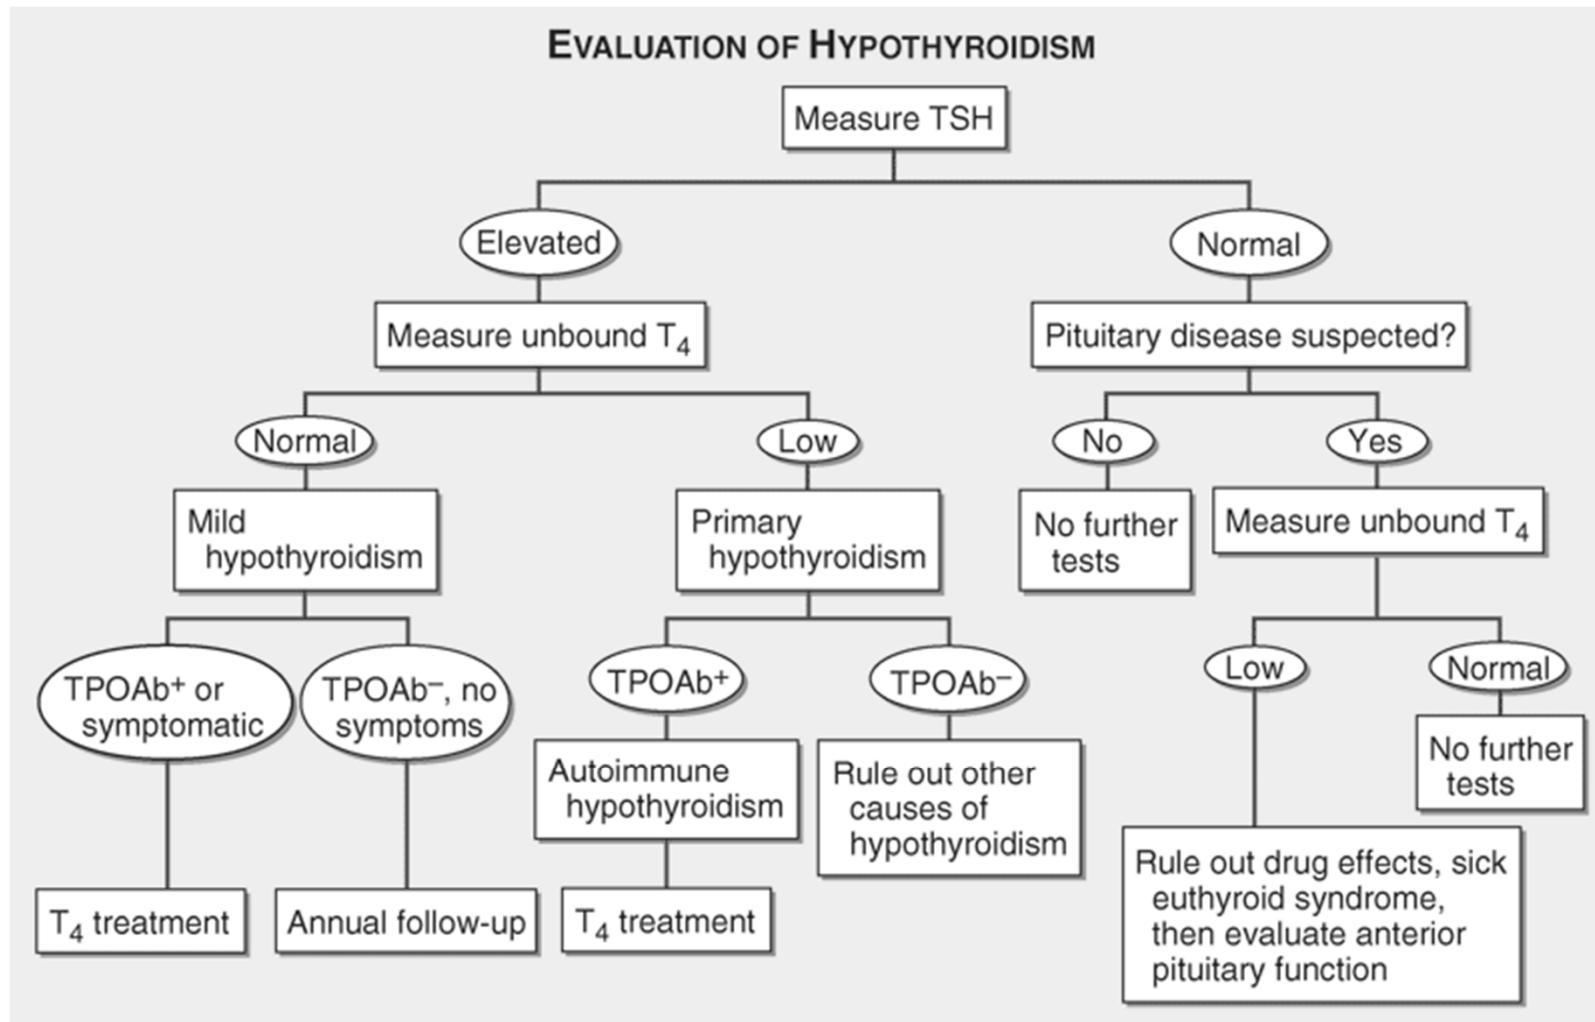 EVALUATION OF HYPOTHYROIDISM
Measure TSH
Elevated
Normal
Measure unbound T4
Pituitary disease suspected?
Normal
Low
No
Yes
Mild
hypothyroidism
Primary
hypothyroidism
No further
tests
Measure unbound T4
TPOAb+ or
symptomatic
TPOAb–, no
symptoms
TPOAb+
TPOAb–
Low
Normal
Autoimmune
hypothyroidism
Rule out other
causes of
hypothyroidism
No further
tests
T4 treatment
Annual follow-up
T4 treatment
Rule out drug effects, sick
euthyroid syndrome,
then evaluate anterior
pituitary function